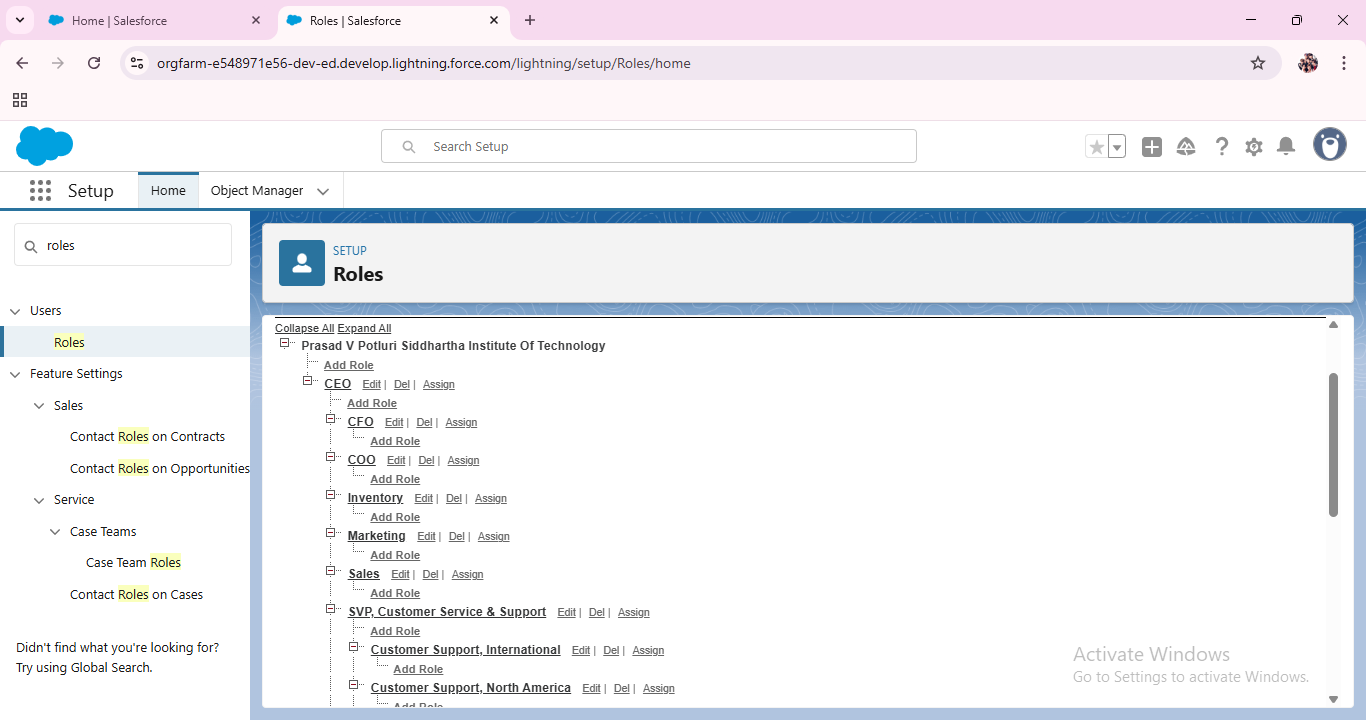 Home | Salesforce
Roles | Salesforce
orgfarm-e548971e56-dev-ed.develop.lightning.force.com/lightning/setup/Roles/home
Search Setup
Setup
Home
Object Manager
roles
Users
Roles
Feature Settings
Sales
Contact Roles on Contracts
Contact Roles on Opportunities
Service
Case Teams
Case Team Roles
Contact Roles on Cases
Didn't find what you're looking for?
Try using Global Search.
SETUP
Roles
Collapse All Expand All
Prasad V Potluri Siddhartha Institute Of Technology
Add Role
CEO Edit | Del | Assign
Add Role
CFO Edit | Del | Assign
Add Role
COO Edit | Del | Assign
Add Role
Inventory Edit | Del | Assign
Add Role
Marketing Edit | Del | Assign
Add Role
Sales Edit | Del | Assign
Add Role
SVP, Customer Service & Support Edit | Del | Assign
Add Role
Customer Support, International Edit | Del | Assign
Add Role
Customer Support, North America Edit | Del | Assign
Add Role
Activate Windows
Go to Settings to activate Windows.